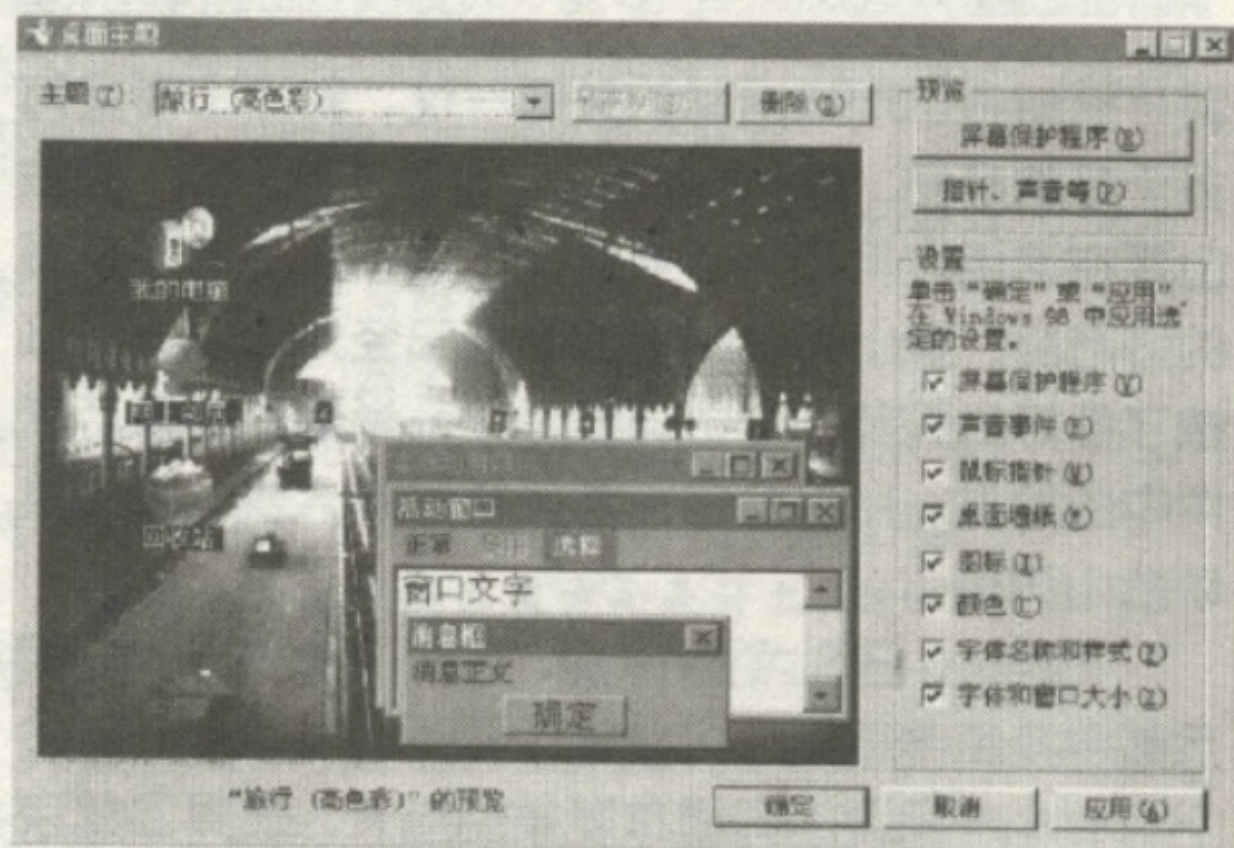 桌面主题
主题(T): 旅行 (高色彩)
删除(D)
预览
屏幕保护程序(R)
指针、声音等(P)
我的电脑
回收站
活动窗口
正常
选择
窗口文字
消息框
消息正文
确定
设置
单击“确定”或“应用”,
在 Windows 98 中应用选
定的设置。
屏幕保护程序(V)
声音事件(E)
鼠标指针(M)
桌面墙纸(P)
图标(I)
颜色(C)
字体名称和样式(F)
字体和窗口大小(Z)
“旅行 (高色彩)”的预览
确定
取消
应用(A)